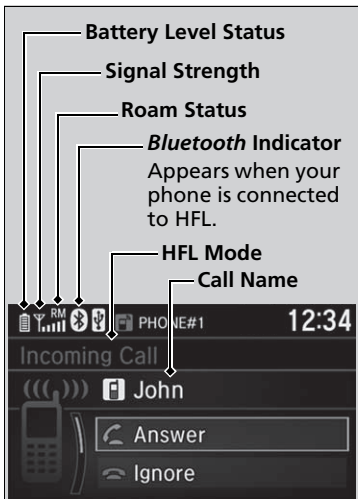 Battery Level Status
Signal Strength
Roam Status
Bluetooth Indicator
Appears when your
phone is connected
to HFL.
HFL Mode
Call Name
RM
PHONE#1
12:34
Incoming Call
John
Answer
Ignore